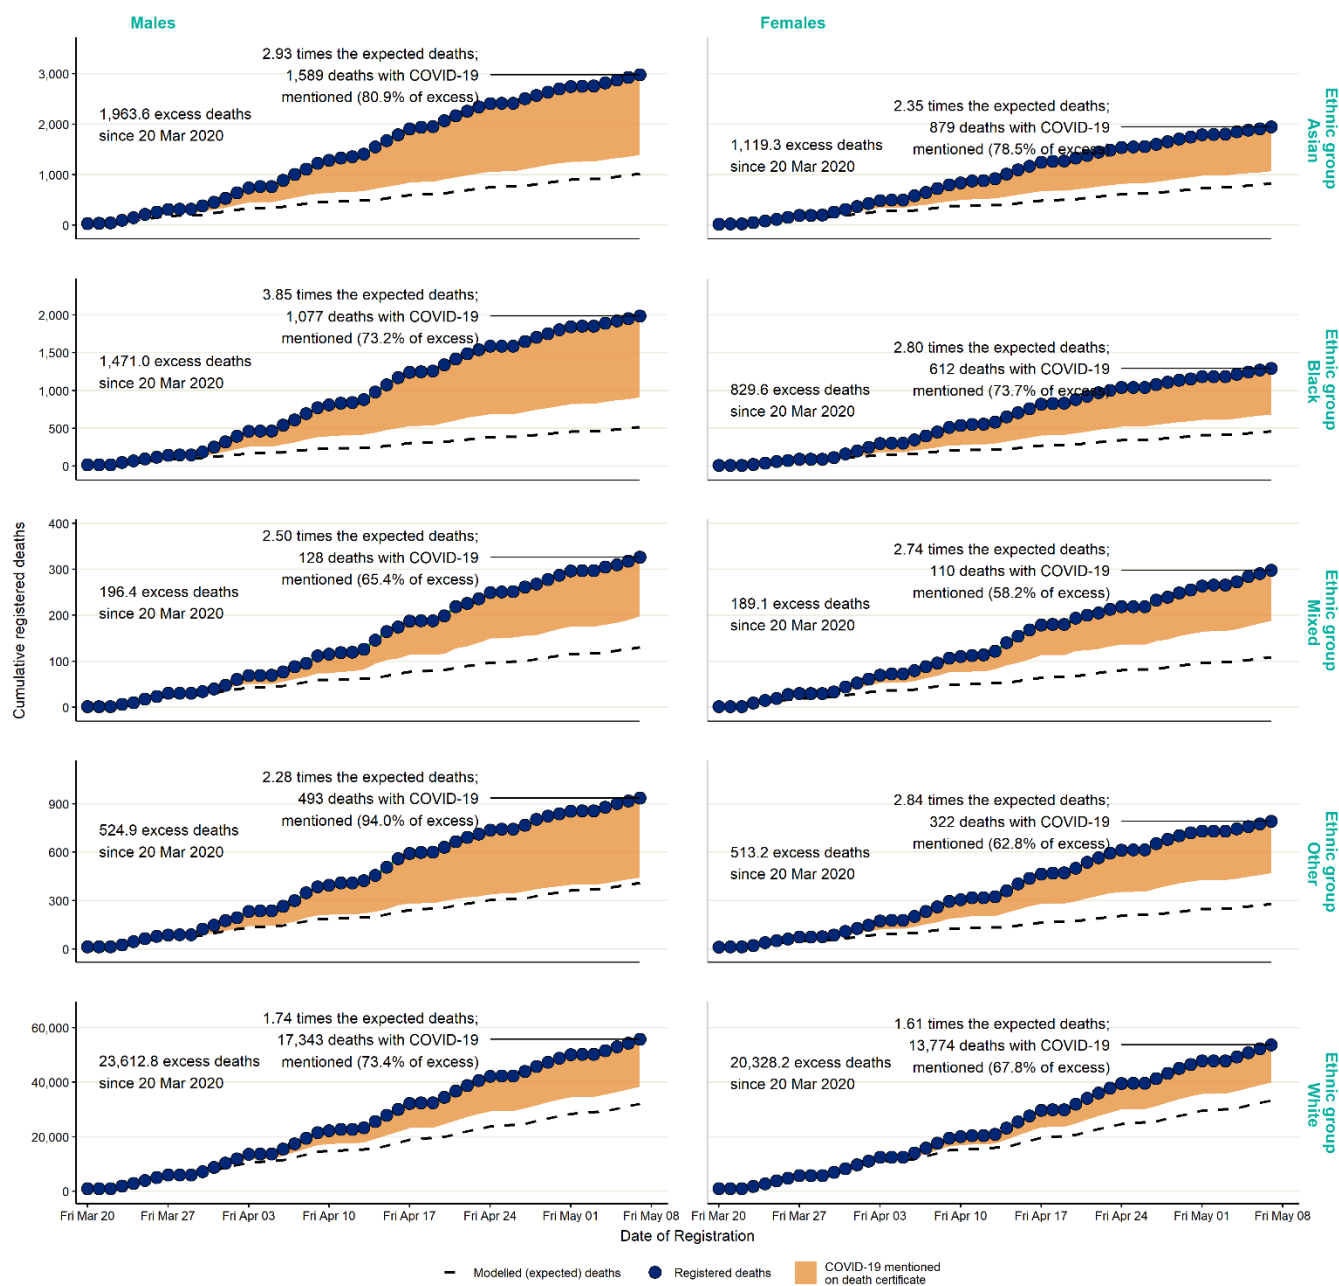 Males
Females
3,000
2,000
1,000
0
2.93 times the expected deaths;
1,589 deaths with COVID-19
mentioned (80.9% of excess)
1,963.6 excess deaths
since 20 Mar 2020
2.35 times the expected deaths;
879 deaths with COVID-19
mentioned (78.5% of excess)
1,119.3 excess deaths
since 20 Mar 2020
Ethnic group
Asian
2,000
1,500
1,000
500
0
3.85 times the expected deaths;
1,077 deaths with COVID-19
mentioned (73.2% of excess)
1,471.0 excess deaths
since 20 Mar 2020
2.80 times the expected deaths;
612 deaths with COVID-19
mentioned (73.7% of excess)
829.6 excess deaths
since 20 Mar 2020
Ethnic group
Black
Cumulative registered deaths
400
300
200
100
0
2.50 times the expected deaths;
128 deaths with COVID-19
mentioned (65.4% of excess)
196.4 excess deaths
since 20 Mar 2020
2.74 times the expected deaths;
110 deaths with COVID-19
mentioned (58.2% of excess)
189.1 excess deaths
since 20 Mar 2020
Ethnic group
Mixed
900
600
300
0
2.28 times the expected deaths;
493 deaths with COVID-19
mentioned (94.0% of excess)
524.9 excess deaths
since 20 Mar 2020
2.84 times the expected deaths;
322 deaths with COVID-19
mentioned (62.8% of excess)
513.2 excess deaths
since 20 Mar 2020
Ethnic group
Other
60,000
40,000
20,000
0
1.74 times the expected deaths;
17,343 deaths with COVID-19
mentioned (73.4% of excess)
23,612.8 excess deaths
since 20 Mar 2020
1.61 times the expected deaths;
13,774 deaths with COVID-19
mentioned (67.8% of excess)
20,328.2 excess deaths
since 20 Mar 2020
Ethnic group
White
Fri Mar 20 Fri Mar 27 Fri Apr 03 Fri Apr 10 Fri Apr 17 Fri Apr 24 Fri May 01 Fri May 08
Fri Mar 20 Fri Mar 27 Fri Apr 03 Fri Apr 10 Fri Apr 17 Fri Apr 24 Fri May 01 Fri May 08
Date of Registration
Modelled (expected) deaths
Registered deaths
COVID-19 mentioned
on death certificate